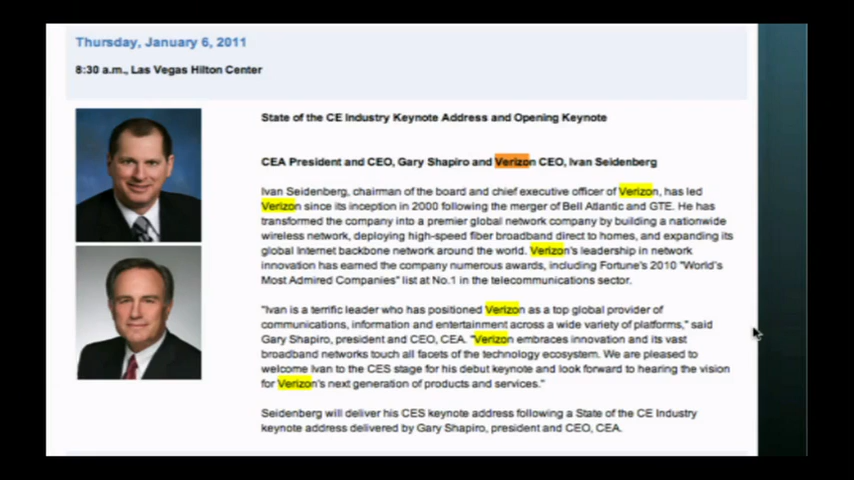 Thursday, January 6, 2011
8:30 a.m., Las Vegas Hilton Center
State of the CE Industry Keynote Address and Opening Keynote
CEA President and CEO, Gary Shapiro and Verizon CEO, Ivan Seidenberg
Ivan Seidenberg, chairman of the board and chief executive officer of Verizon, has led
Verizon since its inception in 2000 following the merger of Bell Atlantic and GTE. He has
transformed the company into a premier global network company by building a nationwide
wireless network, deploying high-speed fiber broadband direct to homes, and expanding its
global Internet backbone network around the world. Verizon's leadership in network
innovation has earned the company numerous awards, including Fortune's 2010 "World's
Most Admired Companies" list at No.1 in the telecommunications sector.
"Ivan is a terrific leader who has positioned Verizon as a top global provider of
communications, information and entertainment across a wide variety of platforms," said
Gary Shapiro, president and CEO, CEA. "Verizon embraces innovation and its vast
broadband networks touch all facets of the technology ecosystem. We are pleased to
welcome Ivan to the CES stage for his debut keynote and look forward to hearing the vision
for Verizon's next generation of products and services."
Seidenberg will deliver his CES keynote address following a State of the CE Industry
keynote address delivered by Gary Shapiro, president and CEO, CEA.